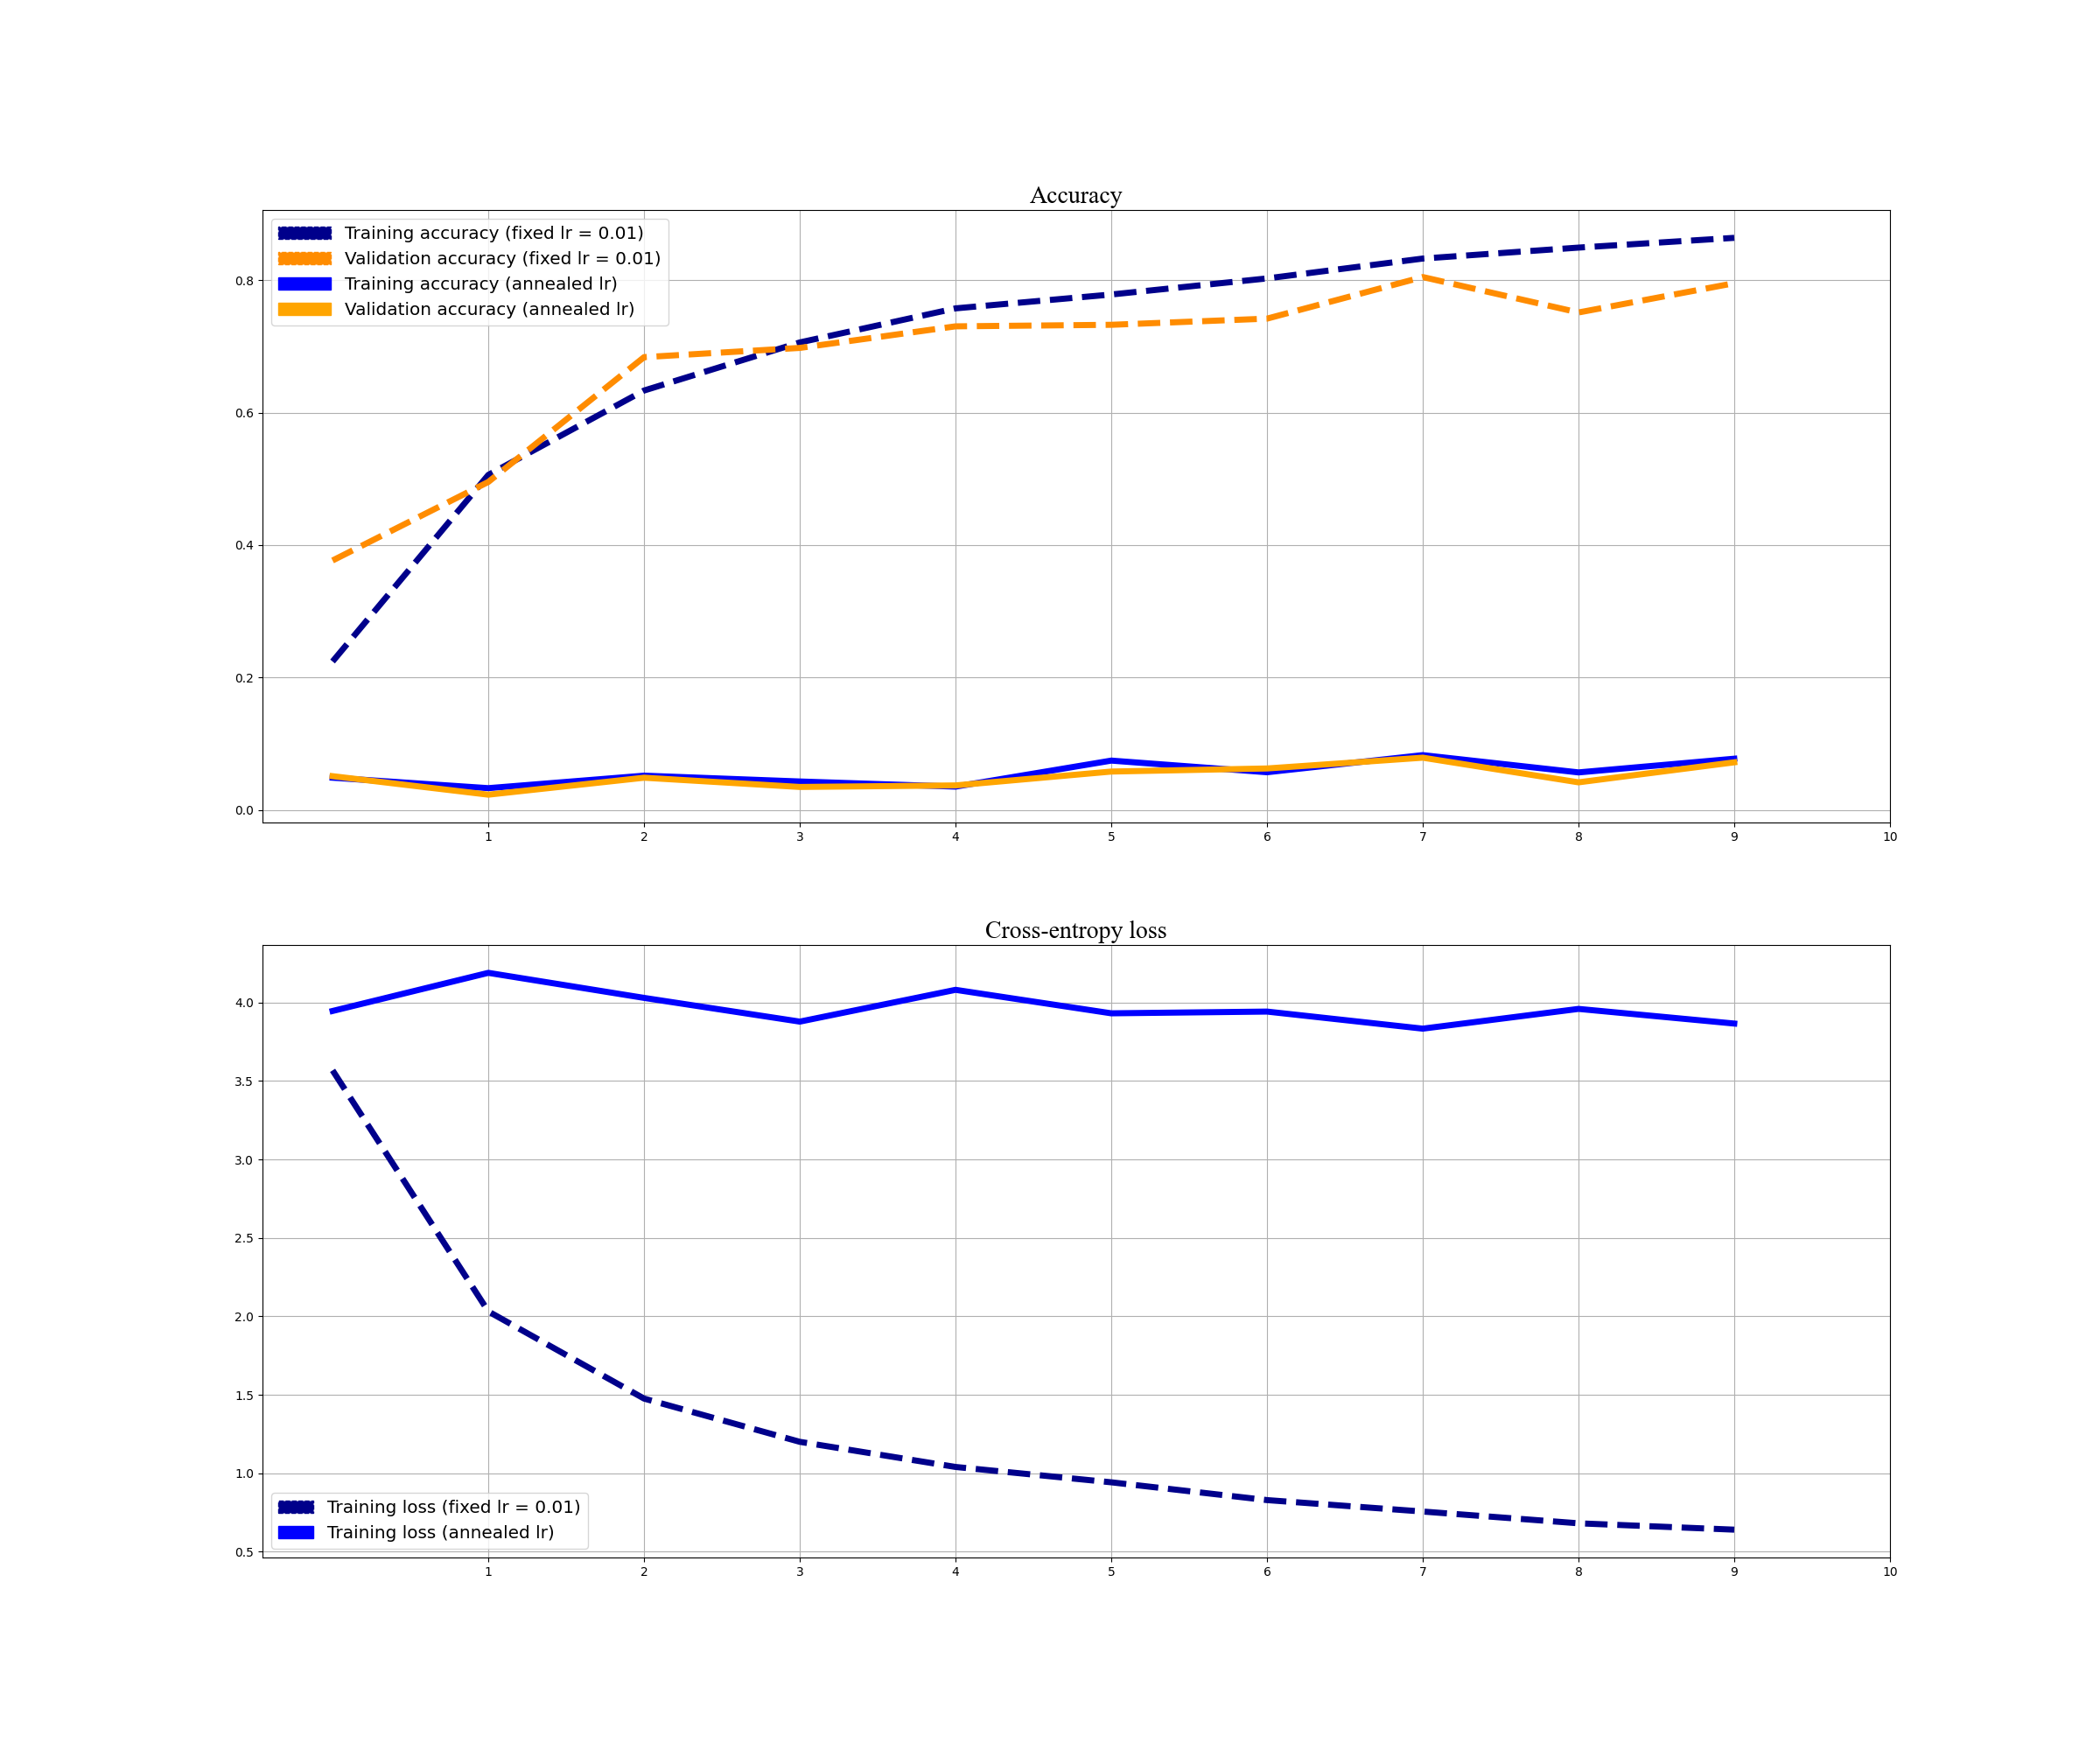 Accuracy
Training accuracy (fixed lr = 0.01)
Validation accuracy (fixed lr = 0.01)
Training accuracy (annealed lr)
Validation accuracy (annealed lr)
0.8
0.6
0.4
0.2
0.0
1 2 3 4 5 6 7 8 9 10
Cross-entropy loss
4.0
3.5
3.0
2.5
2.0
1.5
1.0
Training loss (fixed lr = 0.01)
Training loss (annealed lr)
0.5
1 2 3 4 5 6 7 8 9 10